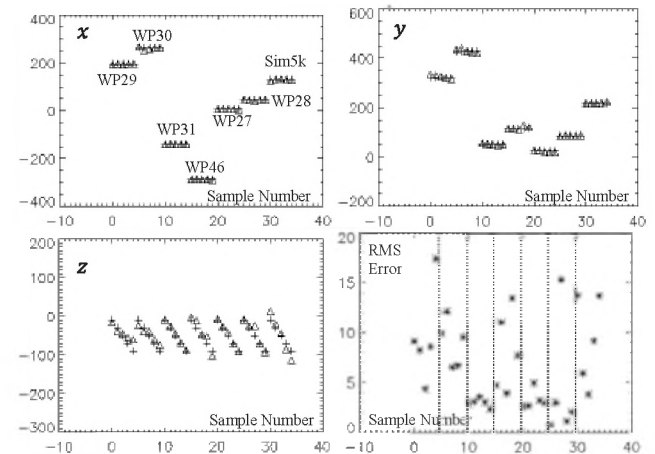 x
WP30
400
200
0
-200
-400
WP29
Sim5k
WP27
WP28
WP31
WP46
Sample Number
-10 0 10 20 30 40
y
600
400
200
0
-200
Sample Number
-10 0 10 20 30 40
z
200
100
0
-100
-200
-300
Sample Number
-10 0 10 20 30 40
RMS
Error
20
15
10
5
0
Sample Number
-10 0 10 20 30 40